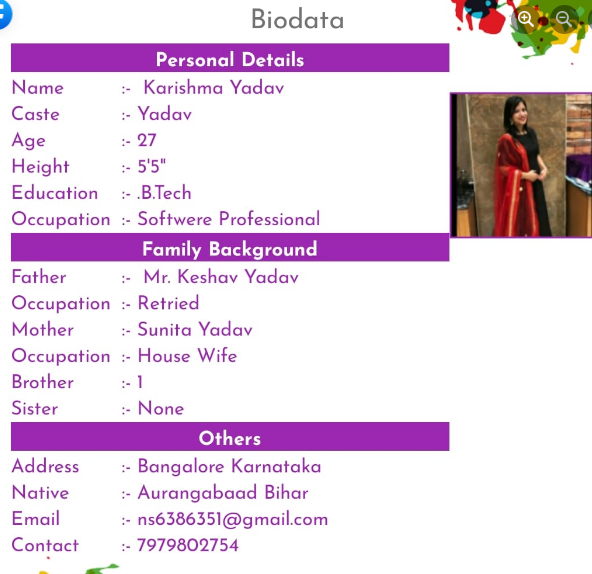 Biodata
Personal Details
Name :- Karishma Yadav
Caste :- Yadav
Age :- 27
Height :- 5'5"
Education :- .B.Tech
Occupation :- Softwere Professional
Family Background
Father :- Mr. Keshav Yadav
Occupation :- Retried
Mother :- Sunita Yadav
Occupation :- House Wife
Brother :- 1
Sister :- None
Others
Address :- Bangalore Karnataka
Native :- Aurangabaad Bihar
Email :- ns6386351@gmail.com
Contact :- 7979802754